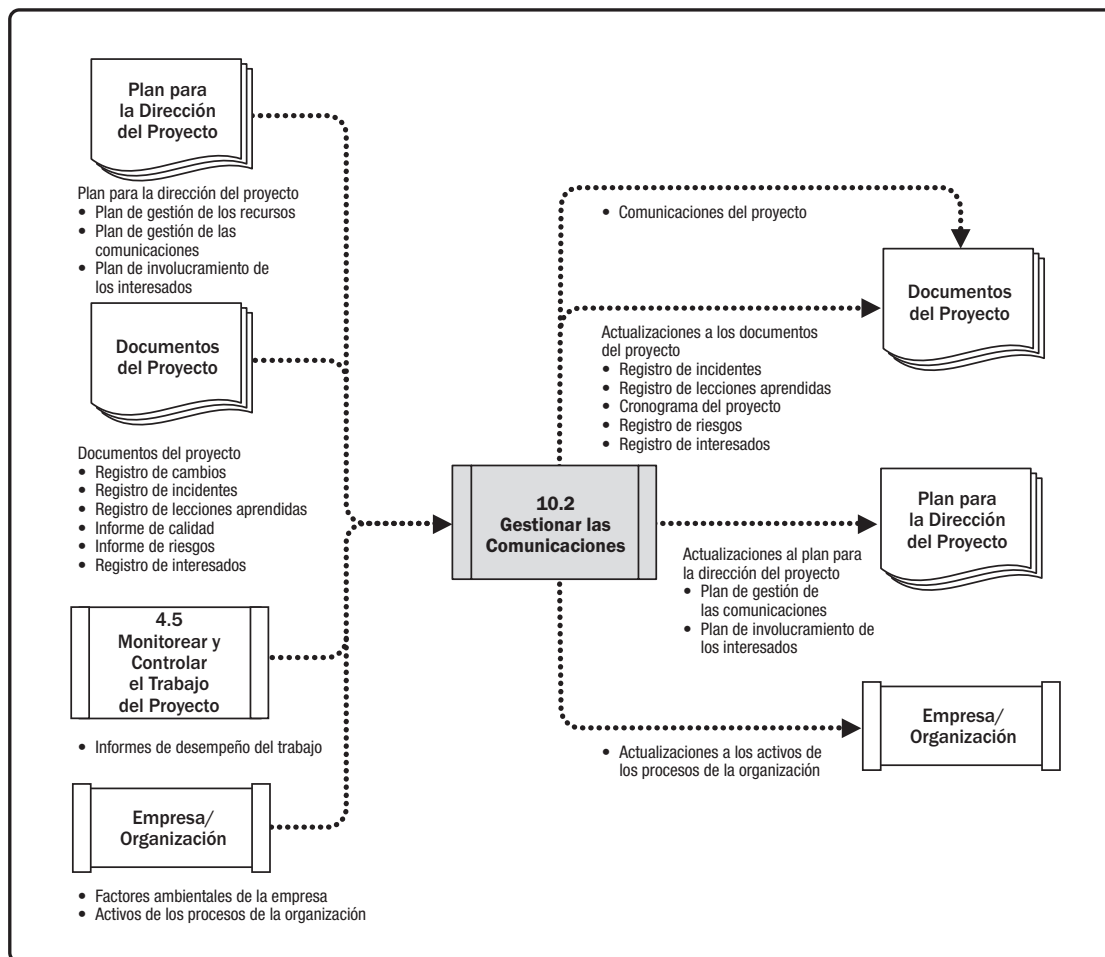 Plan para
la Dirección
del Proyecto
Plan para la dirección del proyecto
• Plan de gestión de los recursos
• Plan de gestión de las
comunicaciones
• Plan de involucramiento de
los interesados
Documentos
del Proyecto
Documentos del proyecto
• Registro de cambios
• Registro de incidentes
• Registro de lecciones aprendidas
• Informe de calidad
• Informe de riesgos
• Registro de interesados
4.5
Monitorear y
Controlar
el Trabajo
del Proyecto
• Informes de desempeño del trabajo
Empresa/
Organización
• Factores ambientales de la empresa
• Activos de los procesos de la organización
10.2
Gestionar las
Comunicaciones
• Comunicaciones del proyecto
Documentos
del Proyecto
Actualizaciones a los documentos
del proyecto
• Registro de incidentes
• Registro de lecciones aprendidas
• Cronograma del proyecto
• Registro de riesgos
• Registro de interesados
Plan para
la Dirección
del Proyecto
Actualizaciones al plan para
la dirección del proyecto
• Plan de gestión de
las comunicaciones
• Plan de involucramiento de
los interesados
Empresa/
Organización
• Actualizaciones a los activos de
los procesos de la organización